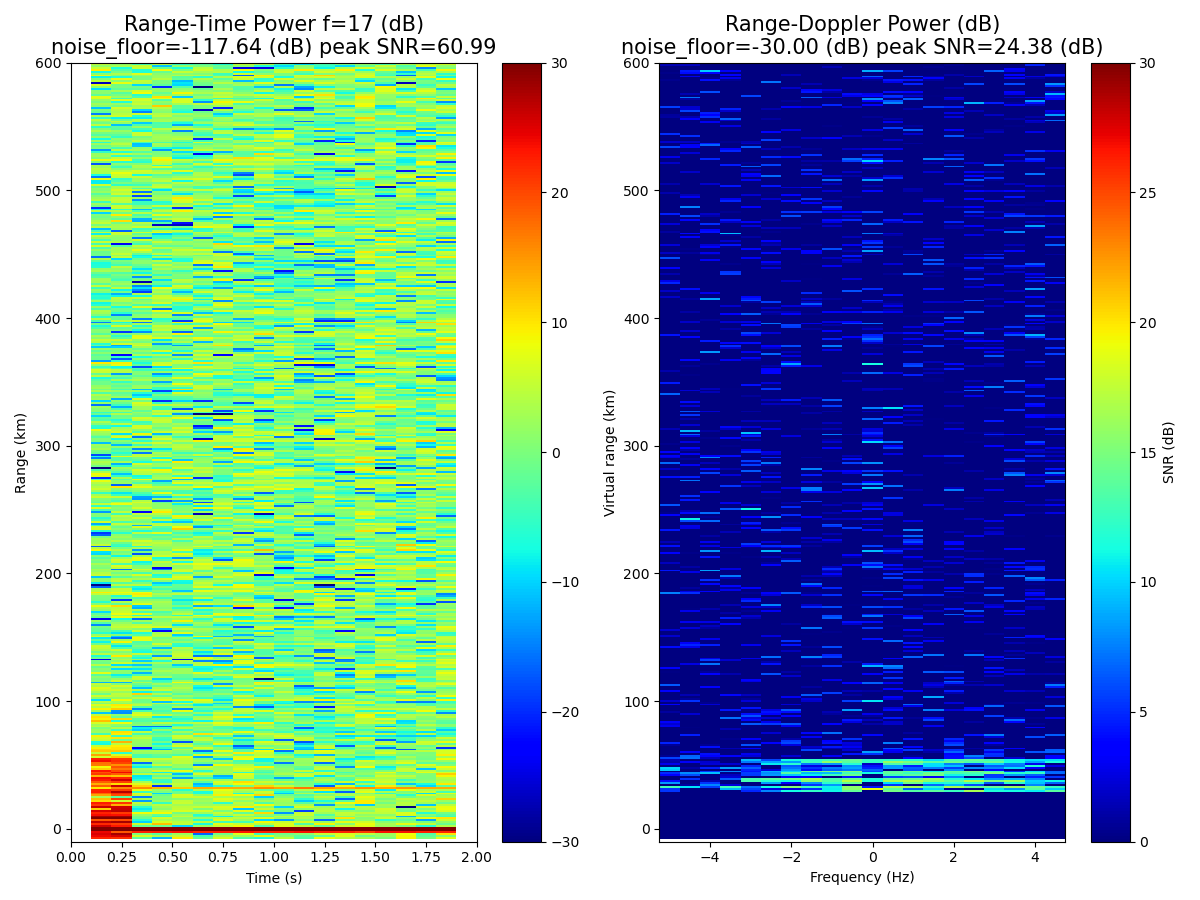 Range-Time Power f=17 (dB)
noise_floor=-117.64 (dB) peak SNR=60.99
600
500
400
300
200
100
0
Range (km)
0.00 0.25 0.50 0.75 1.00 1.25 1.50 1.75 2.00
Time (s)
30
20
10
0
−10
−20
−30
Range-Doppler Power (dB)
noise_floor=-30.00 (dB) peak SNR=24.38 (dB)
600
500
400
300
200
100
0
Virtual range (km)
−4 −2 0 2 4
Frequency (Hz)
30
25
20
15
10
5
0
SNR (dB)